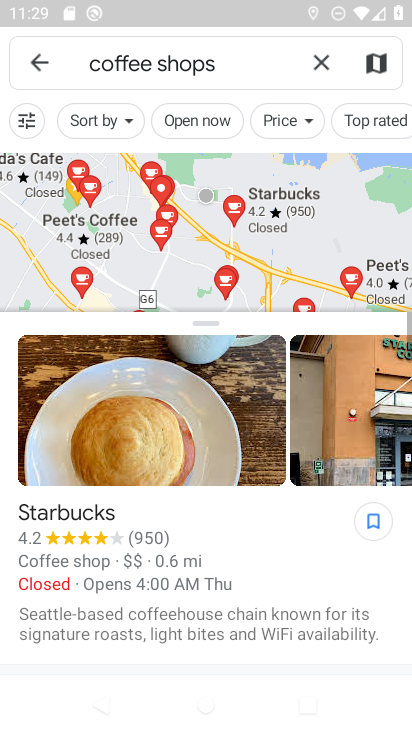 11:29
coffee shops
Sort by
Open now
Price
Top rated
da's Cafe
4.6 ★ (149)
Closed
Starbucks
4.2 ★ (950)
Closed
Peet's Coffee
4.4 ★ (289)
Closed
Peet's
4.0 ★
Closed
G6
Starbucks
4.2 ★★★★★ (950)
Coffee shop · $$ · 0.6 mi
Closed · Opens 4:00 AM Thu
Seattle-based coffeehouse chain known for its
signature roasts, light bites and WiFi availability.